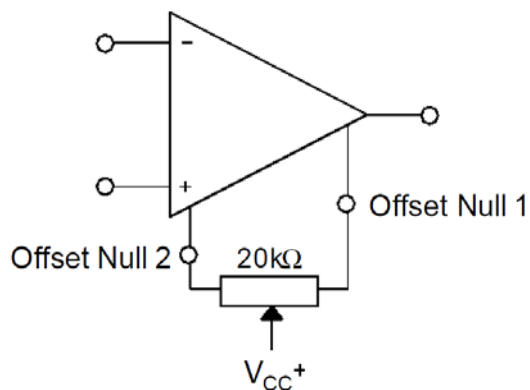 -
+
Offset Null 1
Offset Null 2
20kΩ
VCC+